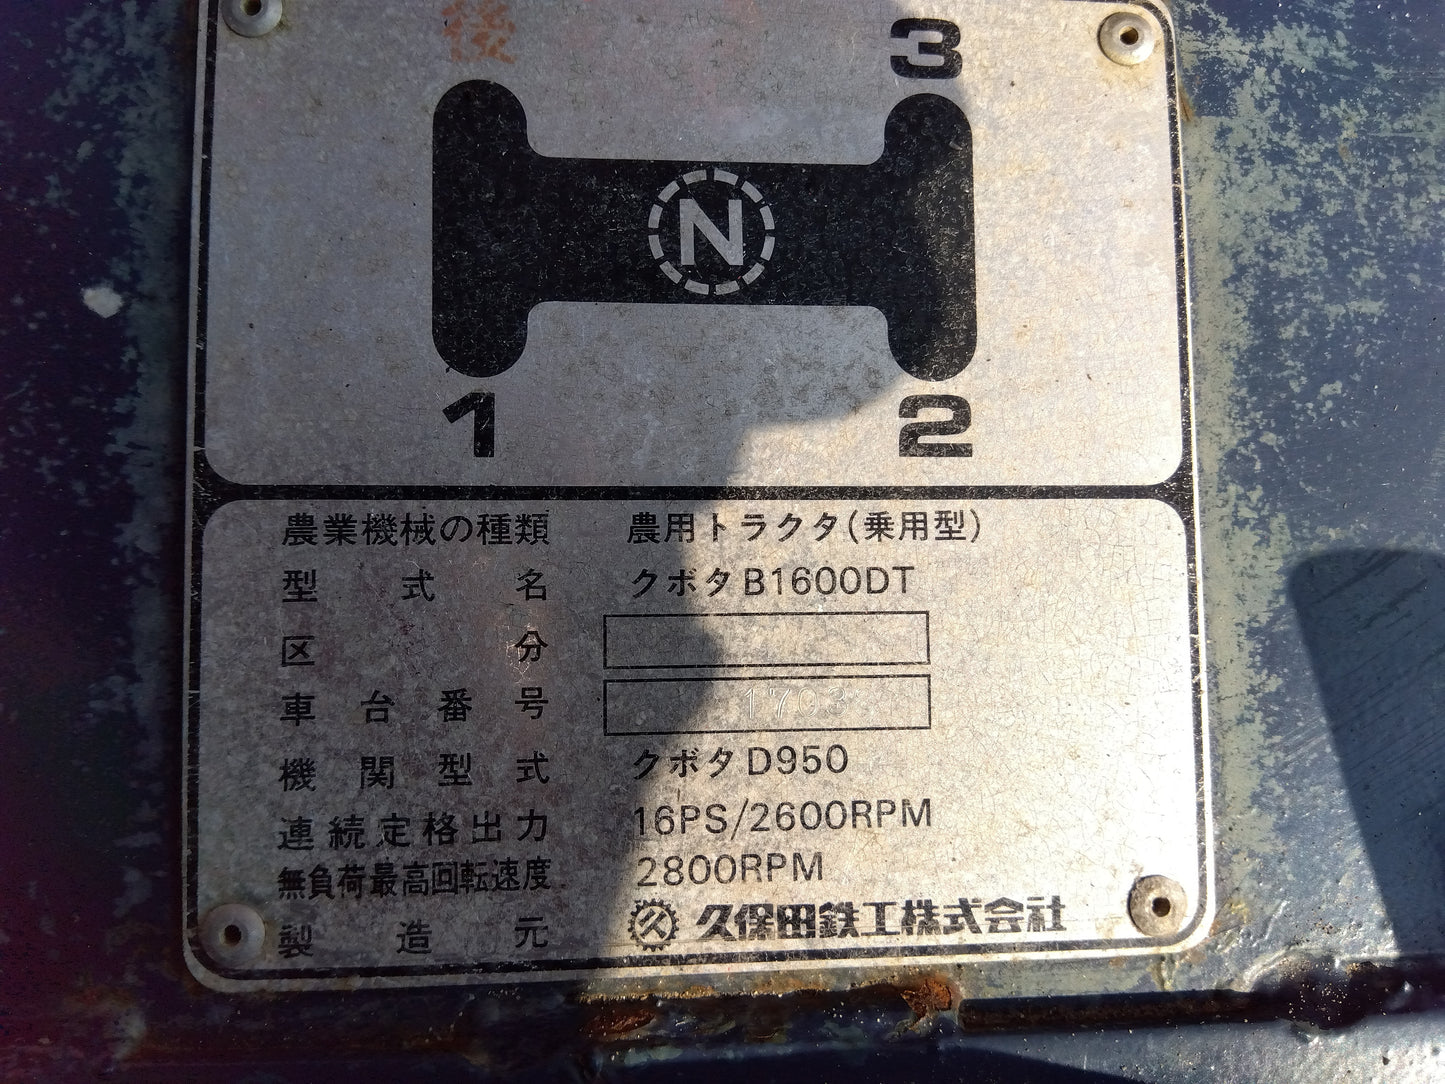 後 3
N
1 2
農業機械の種類 農用トラクタ(乗用型)
型式名 クボタB1600DT
区分
車台番号 1703
機関型式 クボタD950
連続定格出力 16PS/2600RPM
無負荷最高回転速度 2800RPM
製造元 久保田鉄工株式会社